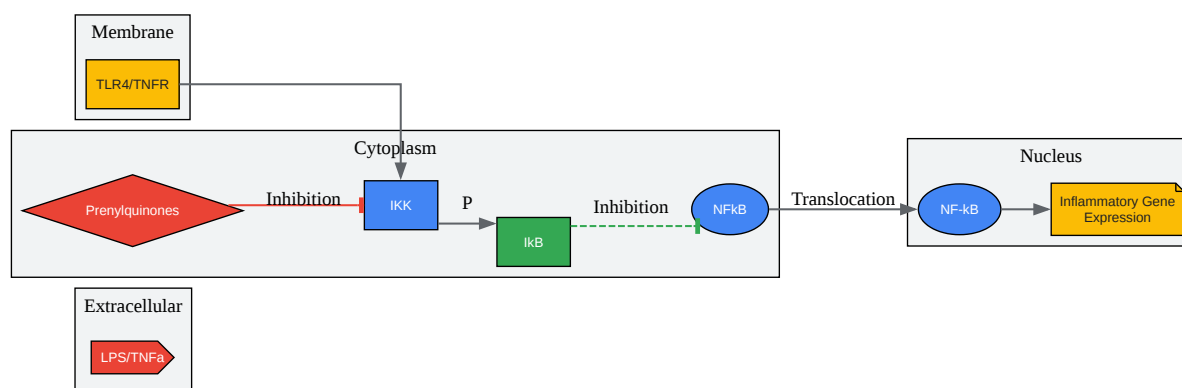 Membrane
TLR4/TNFR
Cytoplasm
Prenylquinones
Inhibition
IKK
P
IkB
Inhibition
NFkB
Translocation
Nucleus
NF-kB
Inflammatory Gene
Expression
Extracellular
LPS/TNFa